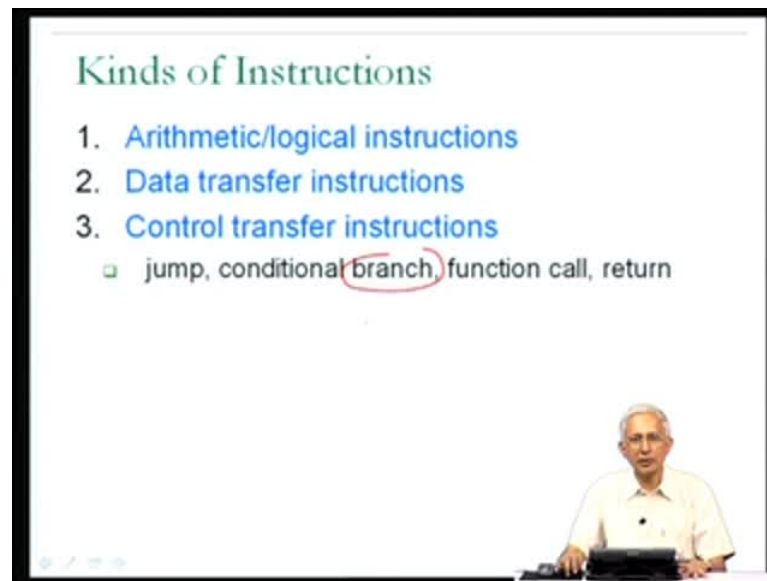 Kinds of Instructions
1. Arithmetic/logical instructions
2. Data transfer instructions
3. Control transfer instructions
jump, conditional branch, function call, return